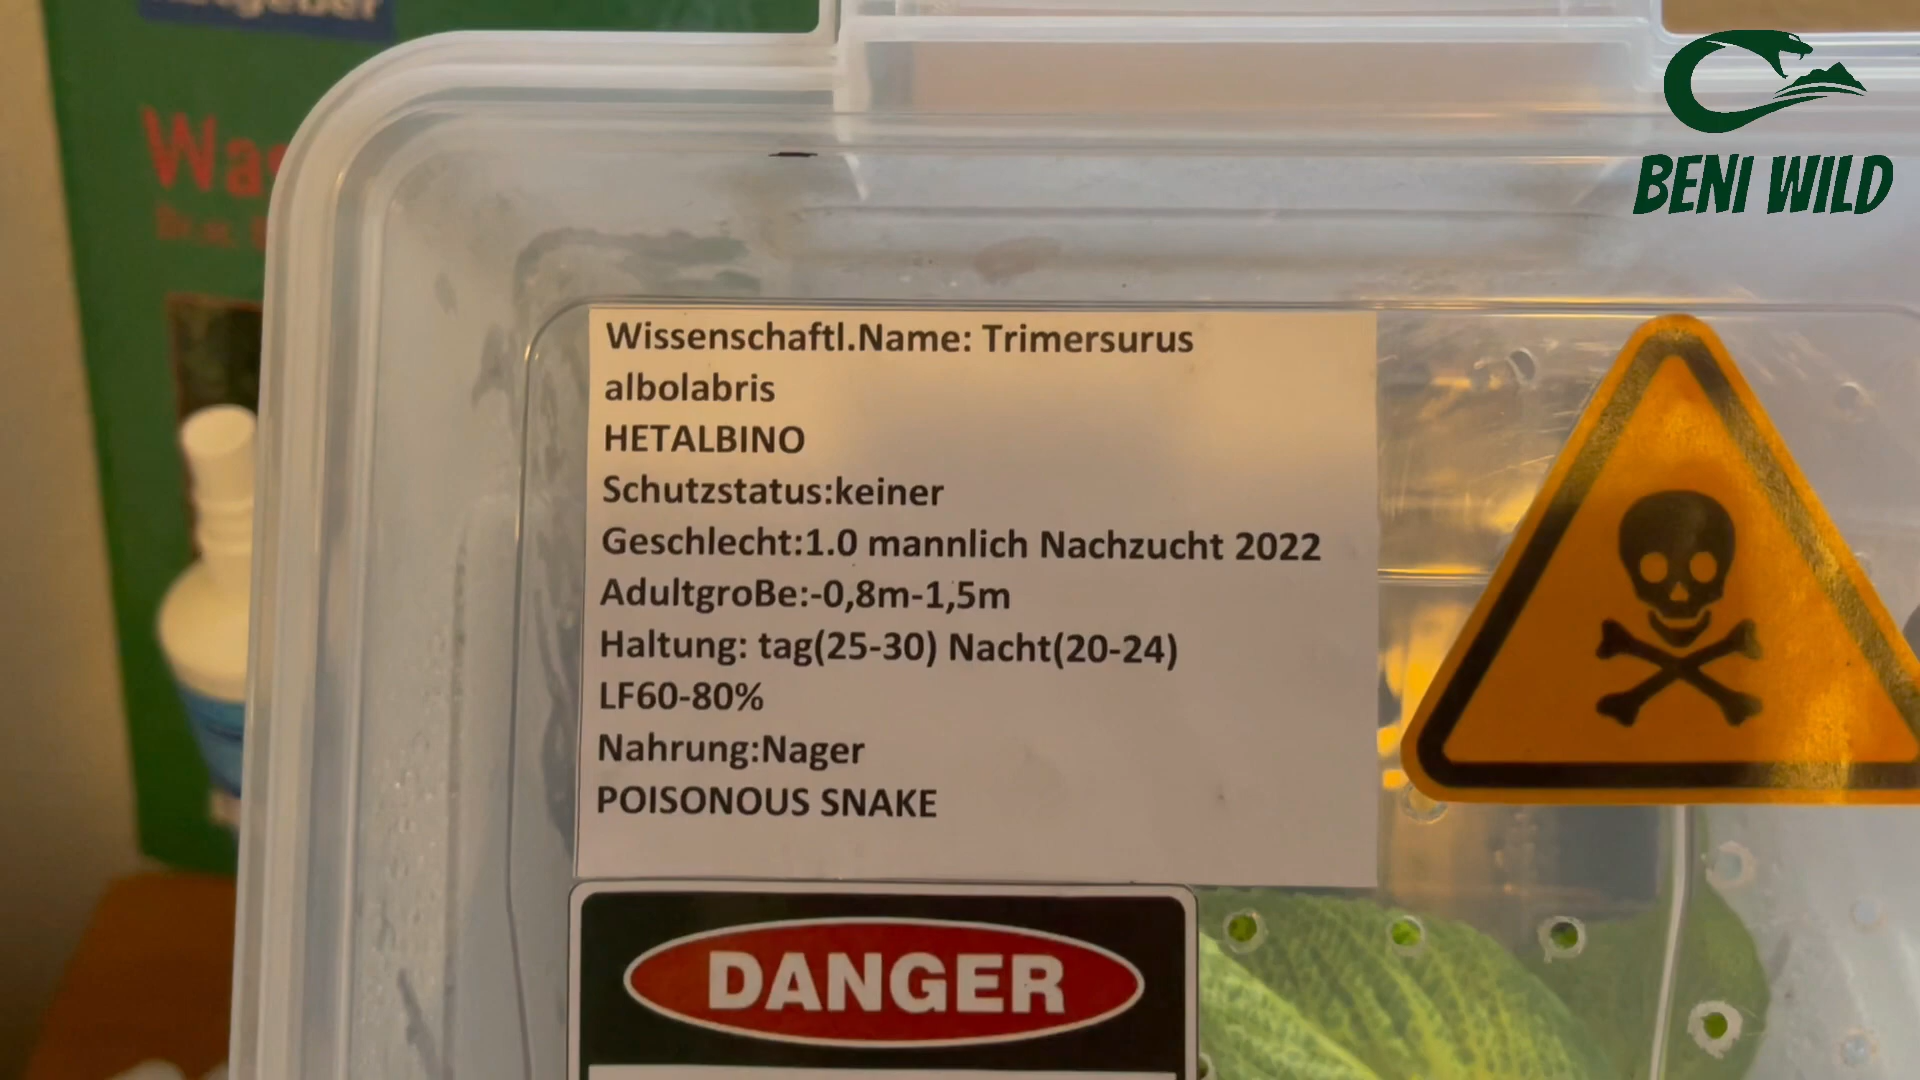 BENI WILD
Wissenschaftl.Name: Trimersurus
albolabris
HETALBINO
Schutzstatus:keiner
Geschlecht:1.0 mannlich Nachzucht 2022
AdultgroBe:-0,8m-1,5m
Haltung: tag(25-30) Nacht(20-24)
LF60-80%
Nahrung:Nager
POISONOUS SNAKE
DANGER